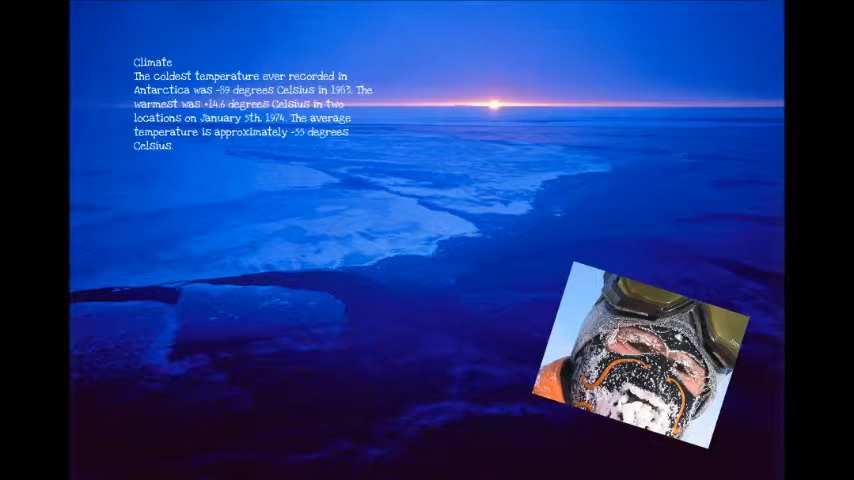 Climate
The coldest temperature ever recorded in
Antarctica was -89 degrees Celsius in 1983. The
warmest was +14.6 degrees Celsius in two
locations on January 5th, 1974. The average
temperature is approximately -55 degrees
Celsius.